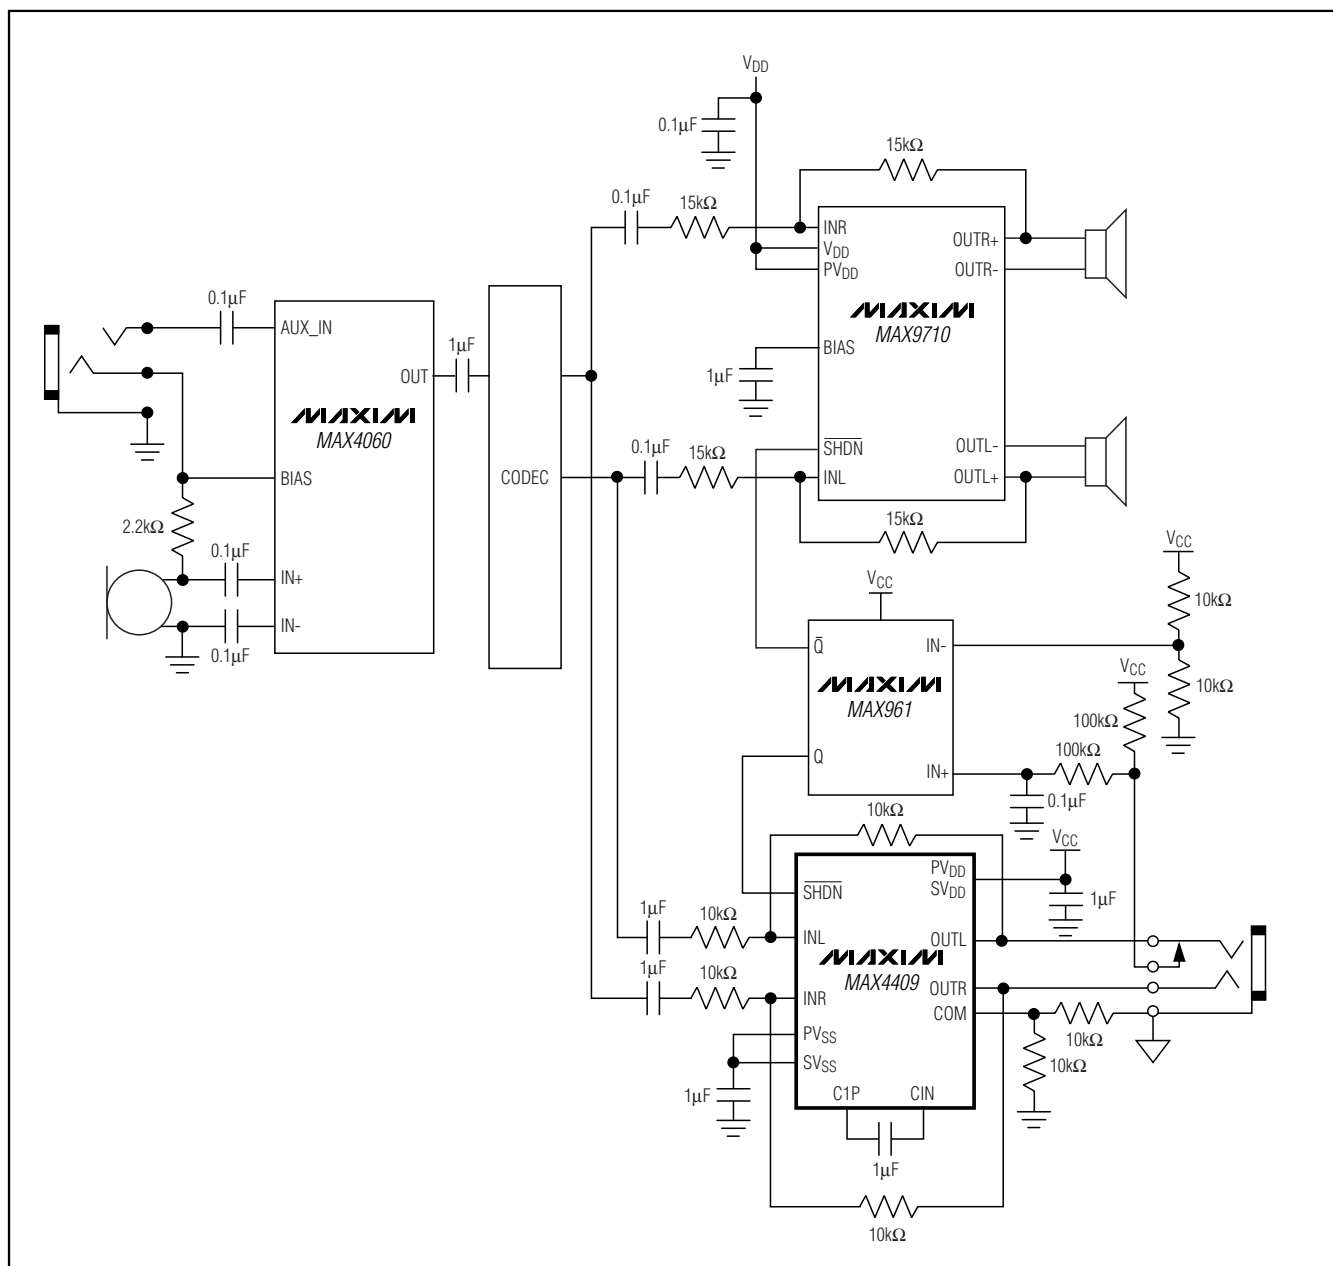 VDD
0.1µF
15kΩ
0.1µF
15kΩ
INR
VDD
PVDD
OUTR+
OUTR-
MAXIM
MAX9710
BIAS
1µF
SHDN
INL
OUTL-
OUTL+
0.1µF
15kΩ
15kΩ
0.1µF
AUX_IN
1µF
OUT
MAXIM
MAX4060
BIAS
2.2kΩ
0.1µF
IN+
IN-
0.1µF
CODEC
VCC
10kΩ
10kΩ
VCC
Q̄
IN-
MAXIM
MAX961
Q
IN+
VCC
100kΩ
100kΩ
0.1µF
10kΩ
VCC
PVDD
SVDD
1µF
SHDN
1µF
10kΩ
INL
OUTL
MAXIM
MAX4409
1µF
10kΩ
INR
OUTR
COM
10kΩ
10kΩ
PVSS
SVSS
1µF
C1P
CIN
1µF
10kΩ